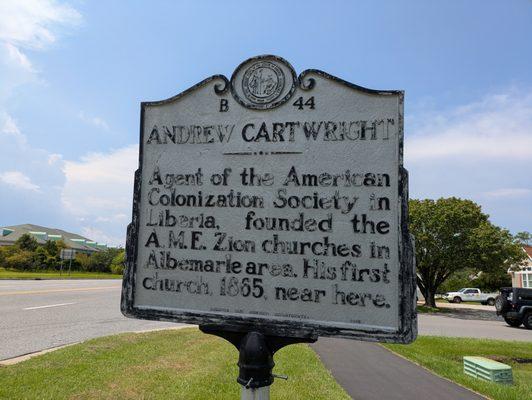 B 44
ANDREW CARTWRIGHT
Agent of the American
Colonization Society in
Liberia, founded the
A.M.E. Zion churches in
Albemarle area. His first
church, 1865, near here.